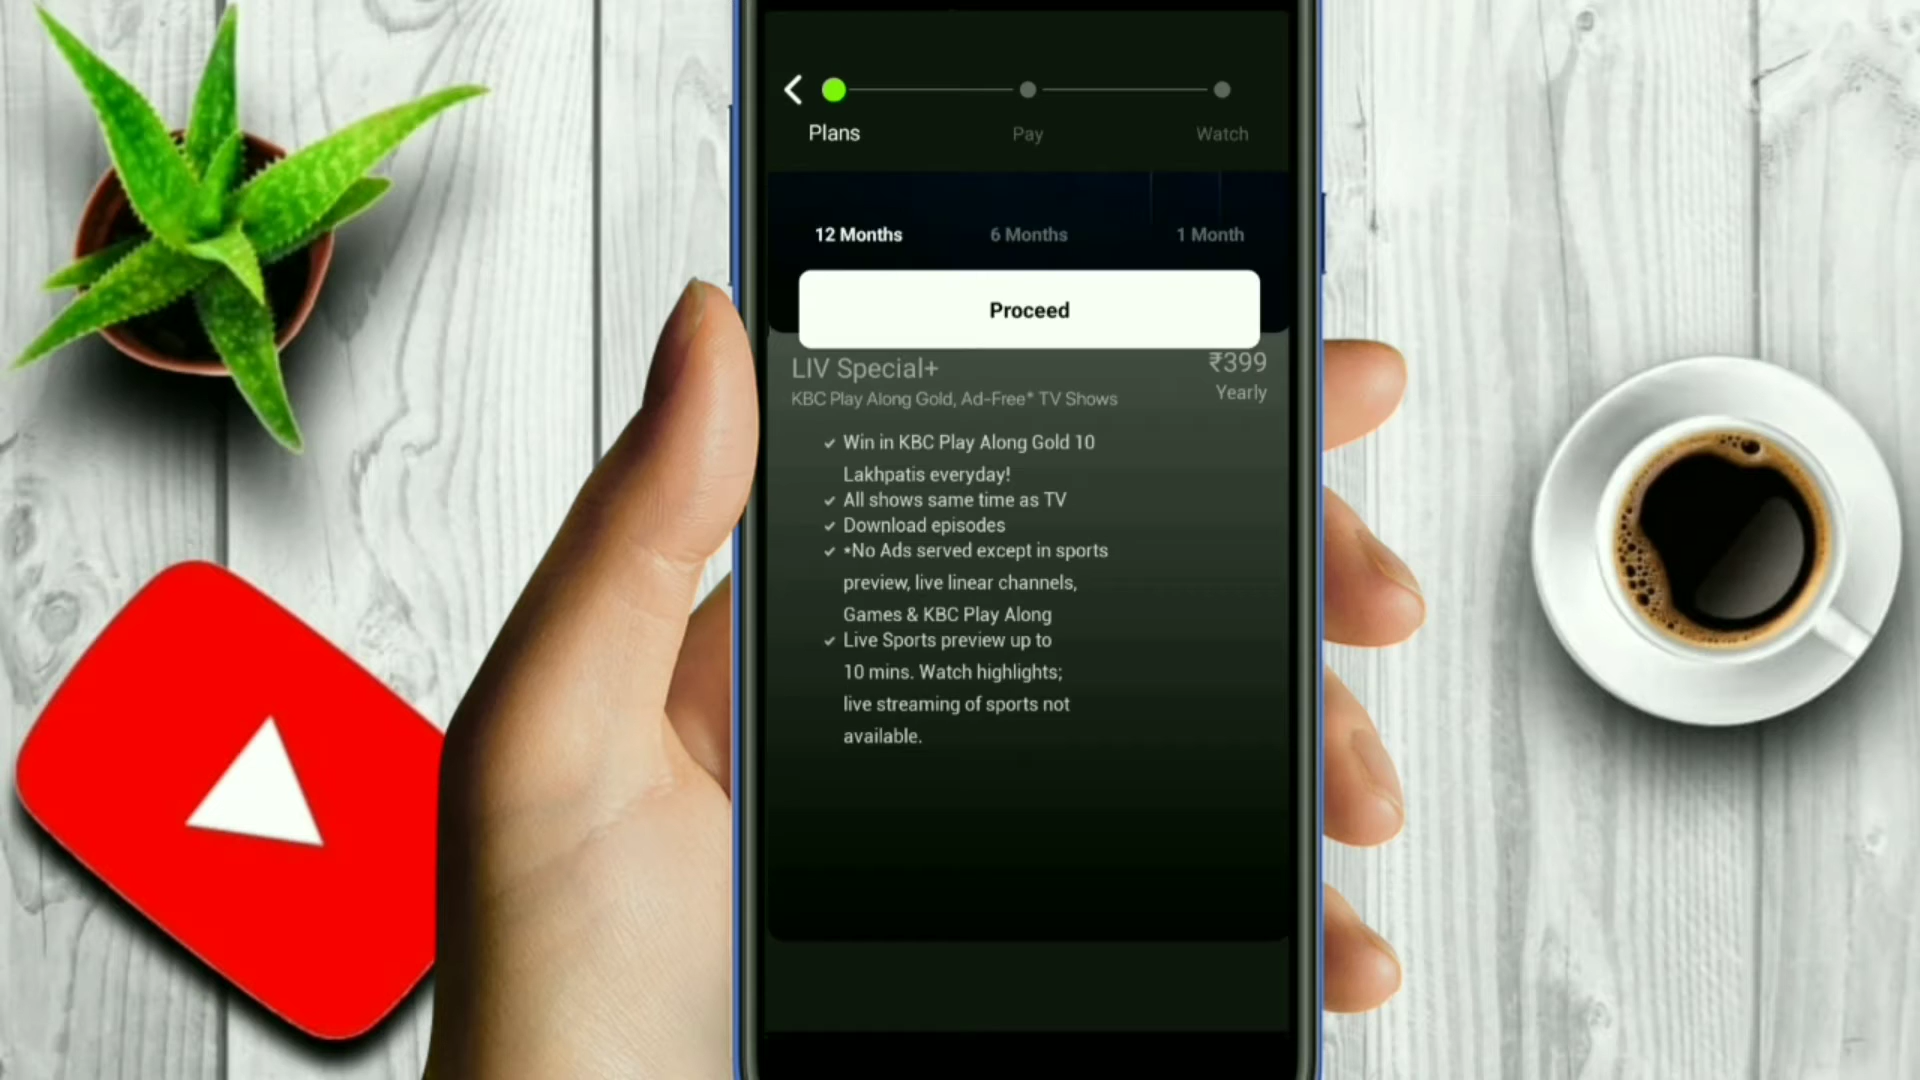 Plans
Pay
Watch
12 Months
6 Months
1 Month
Proceed
LIV Special+
₹399
KBC Play Along Gold, Ad-Free* TV Shows
Yearly
Win in KBC Play Along Gold 10
Lakhpatis everyday!
All shows same time as TV
Download episodes
*No Ads served except in sports
preview, live linear channels,
Games & KBC Play Along
Live Sports preview up to
10 mins. Watch highlights;
live streaming of sports not
available.